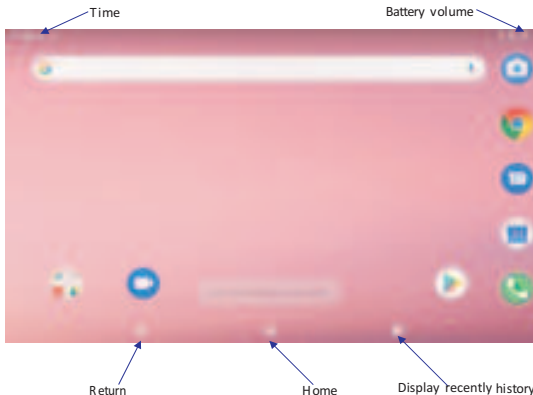 Time
Battery volume
Return
Home
Display recently history